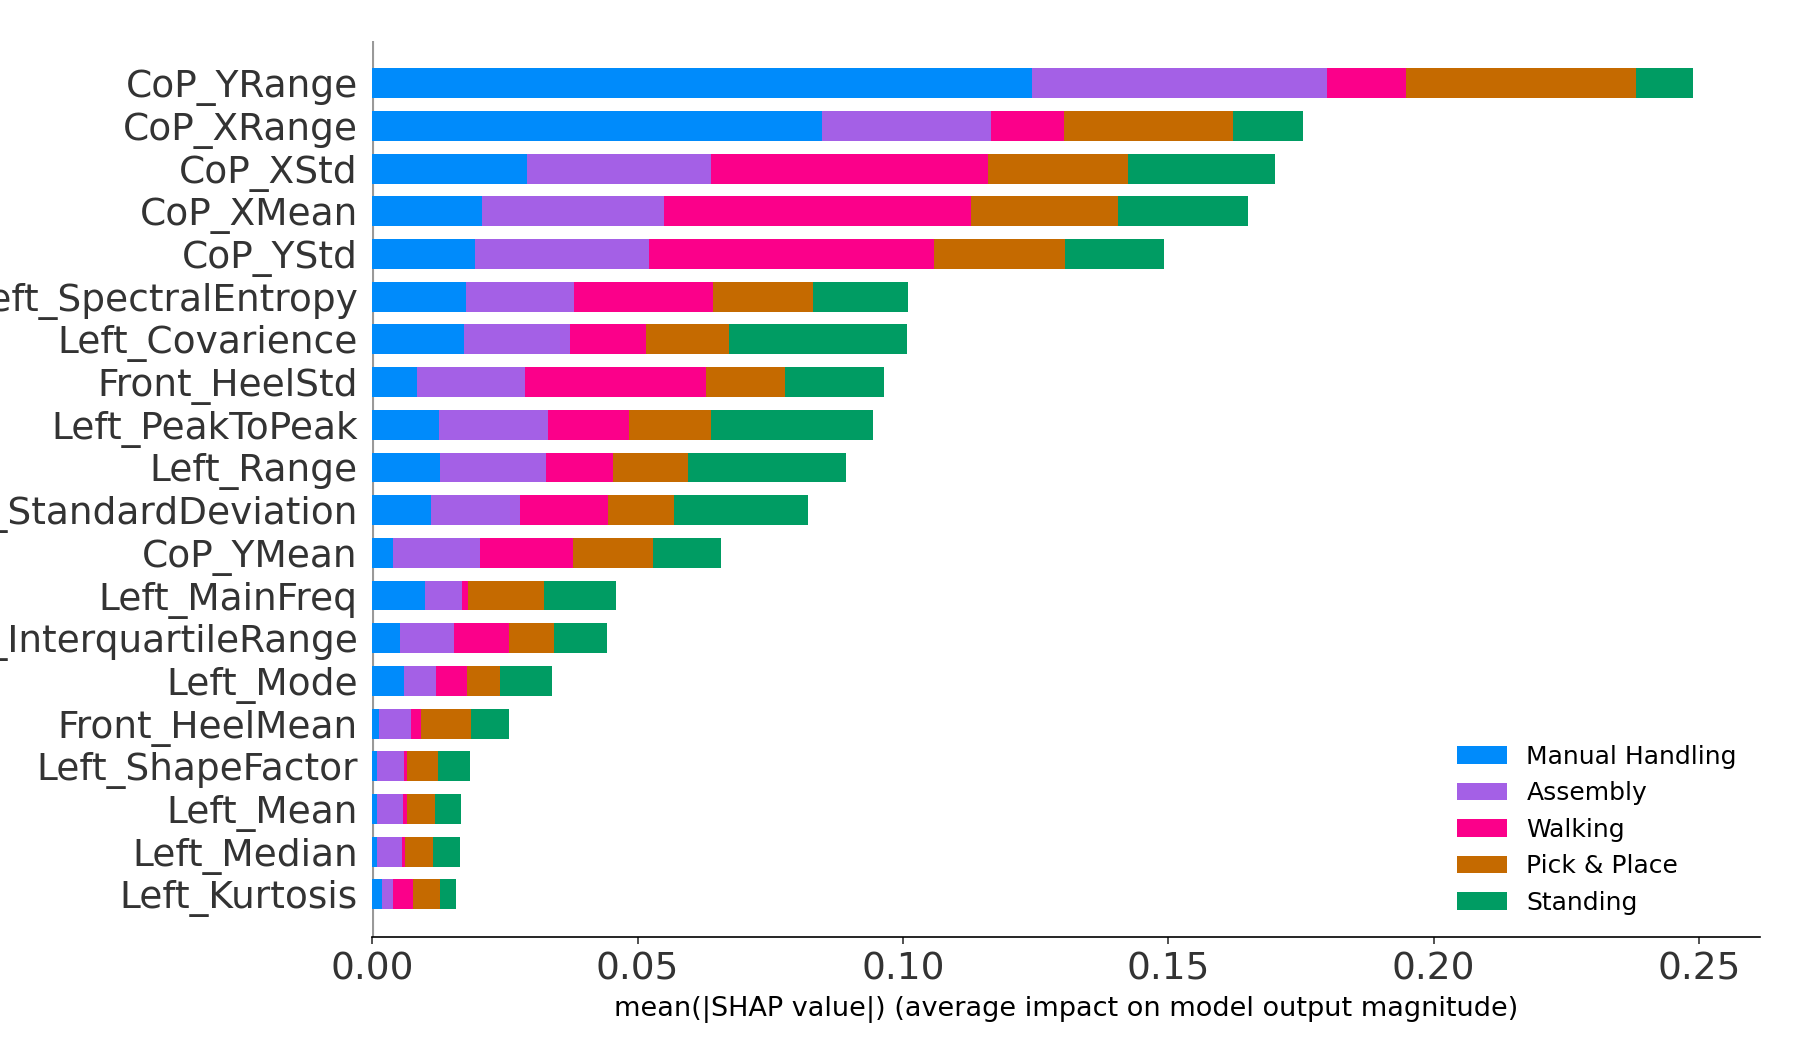 CoP_YRange
CoP_XRange
CoP_XStd
CoP_XMean
CoP_YStd
eft_SpectralEntropy
Left_Covarience
Front_HeelStd
Left_PeakToPeak
Left_Range
_StandardDeviation
CoP_YMean
Left_MainFreq
_InterquartileRange
Left_Mode
Front_HeelMean
Left_ShapeFactor
Left_Mean
Left_Median
Left_Kurtosis
Manual Handling
Assembly
Walking
Pick & Place
Standing
0.00 0.05 0.10 0.15 0.20 0.25
mean(|SHAP value|) (average impact on model output magnitude)